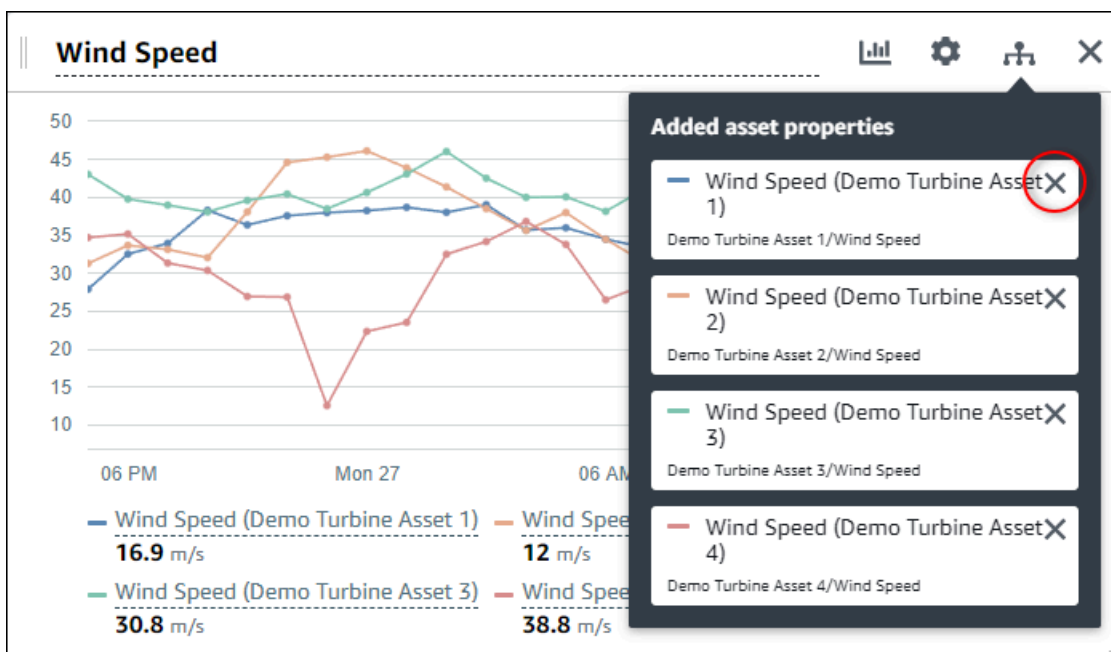 Wind Speed
Added asset properties
50
45
40
35
30
25
20
15
10
06 PM Mon 27 06 AM
Wind Speed (Demo Turbine Asset
1)
Demo Turbine Asset 1/Wind Speed
Wind Speed (Demo Turbine Asset
2)
Demo Turbine Asset 2/Wind Speed
Wind Speed (Demo Turbine Asset
3)
Demo Turbine Asset 3/Wind Speed
Wind Speed (Demo Turbine Asset
4)
Demo Turbine Asset 4/Wind Speed
Wind Speed (Demo Turbine Asset 1) Wind Spee
16.9 m/s 12 m/s
Wind Speed (Demo Turbine Asset 3) Wind Spee
30.8 m/s 38.8 m/s